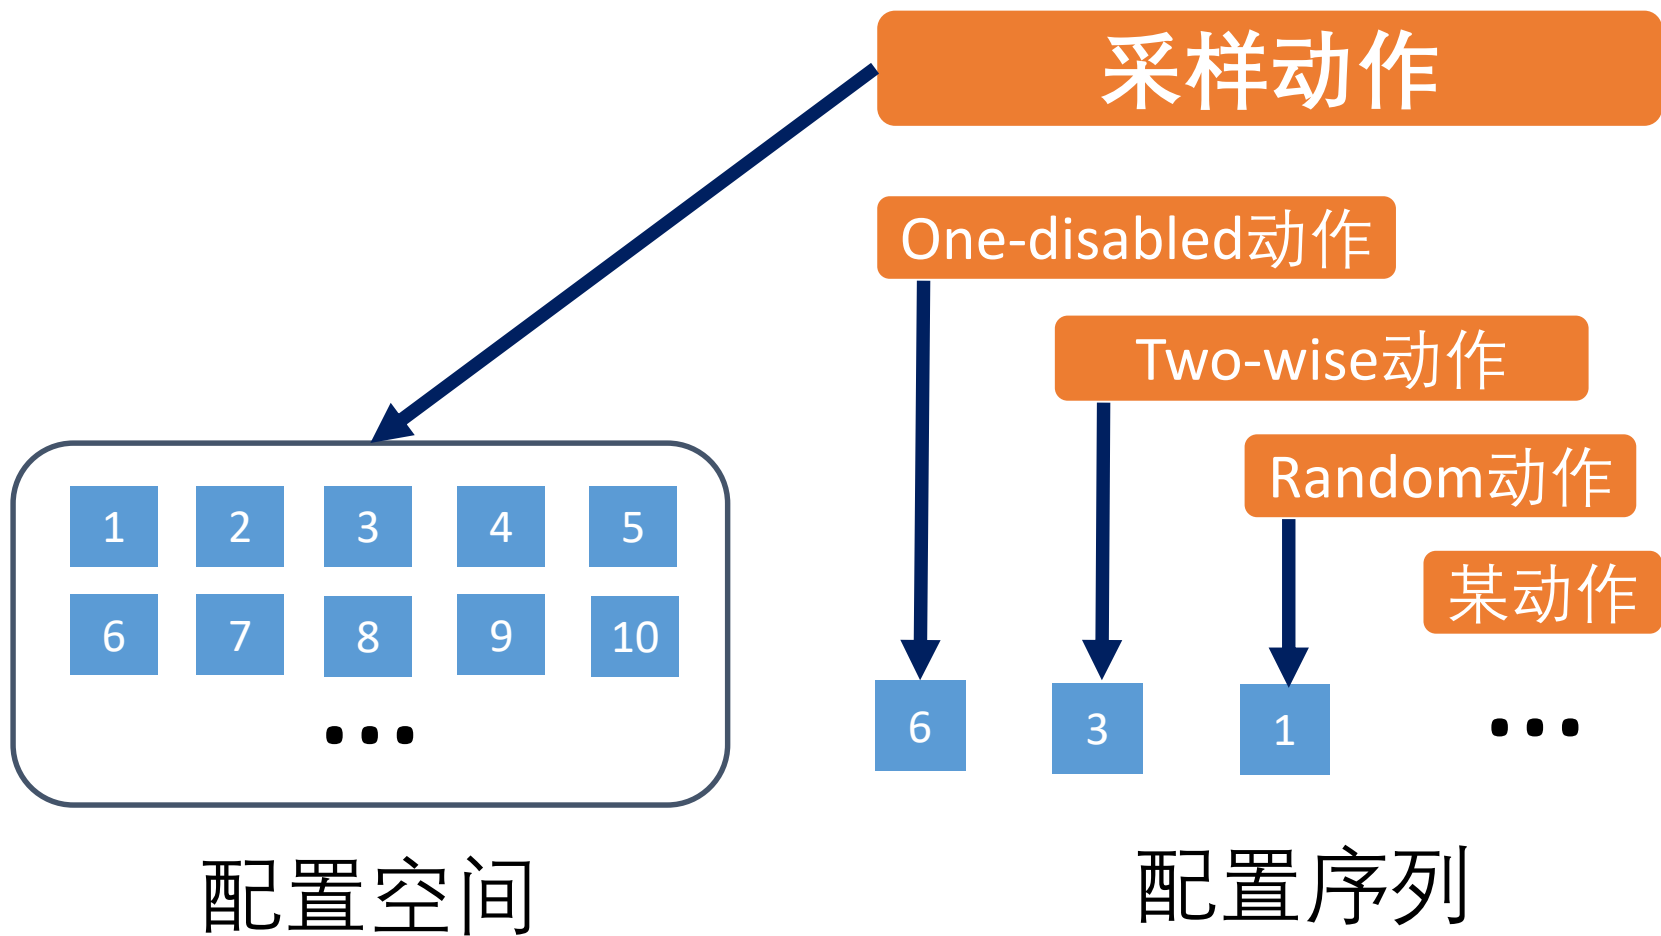 采样动作
One-disabled动作
Two-wise动作
Random动作
某动作
1 2 3 4 5
6 7 8 9 10
...
6 3 1 ...
配置空间
配置序列